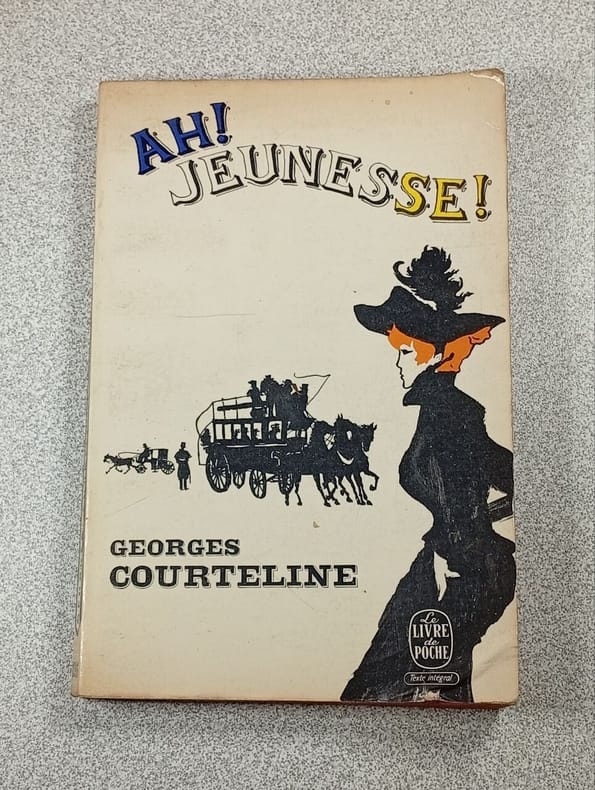 AH!
JEUNESSE!
GEORGES
COURTELINE
Le
LIVRE
de
POCHE
Texte intégral